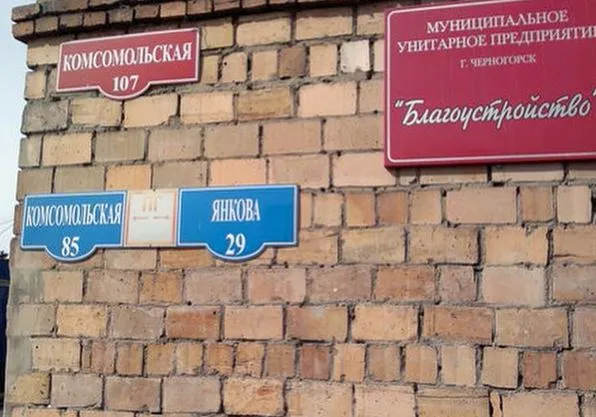 КОМСОМОЛЬСКАЯ
107
МУНИЦИПАЛЬНОЕ
УНИТАРНОЕ ПРЕДПРИЯТИЕ
Г. ЧЕРНОГОРСК
"Благоустройство"
КОМСОМОЛЬСКАЯ
85
ЯНКОВА
29